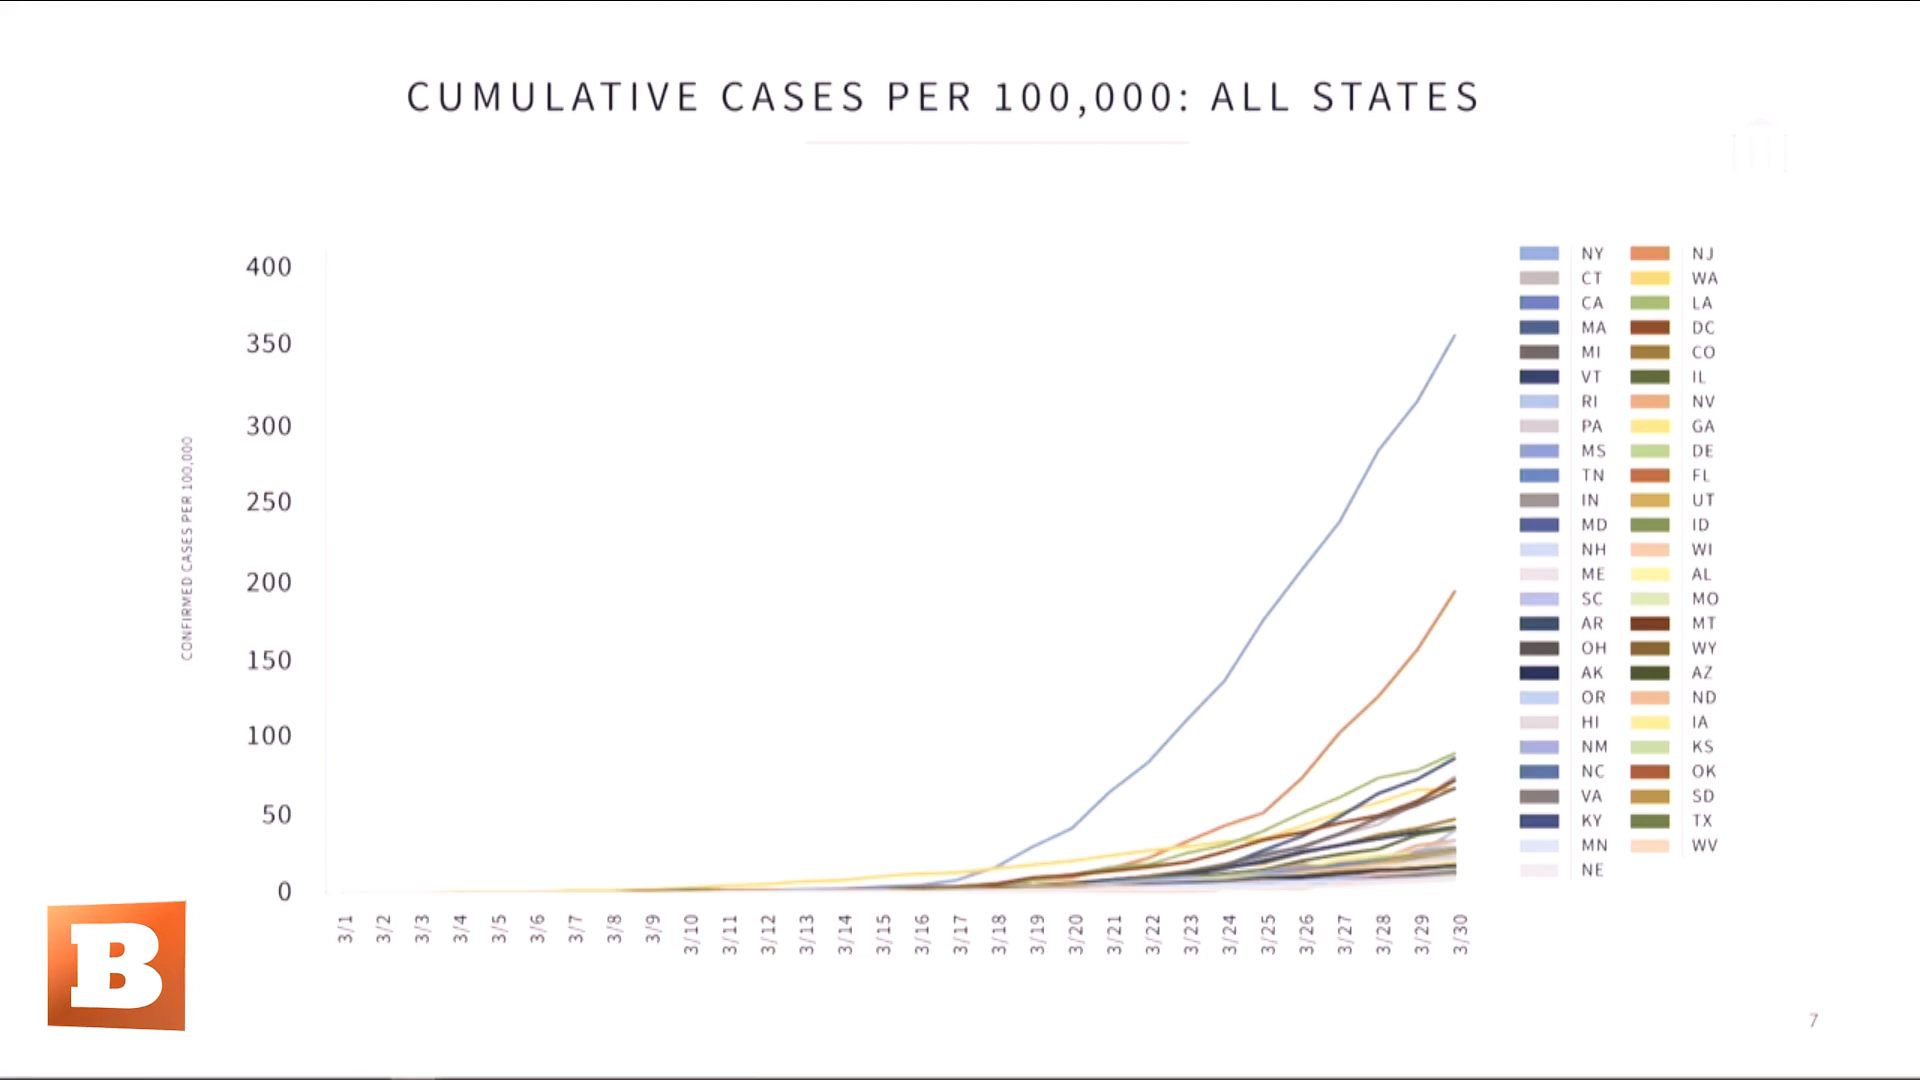 CUMULATIVE CASES PER 100,000: ALL STATES
CONFIRMED CASES PER 100,000
400
350
300
250
200
150
100
50
0
3/1 3/2 3/3 3/4 3/5 3/6 3/7 3/8 3/9 3/10 3/11 3/12 3/13 3/14 3/15 3/16 3/17 3/18 3/19 3/20 3/21 3/22 3/23 3/24 3/25 3/26 3/27 3/28 3/29 3/30
NY NJ
CT WA
CA LA
MA DC
MI CO
VT IL
RI NV
PA GA
MS DE
TN FL
IN UT
MD ID
NH WI
ME AL
SC MO
AR MT
OH WY
AK AZ
OR ND
HI IA
NM KS
NC OK
VA SD
KY TX
MN WV
NE
B
7